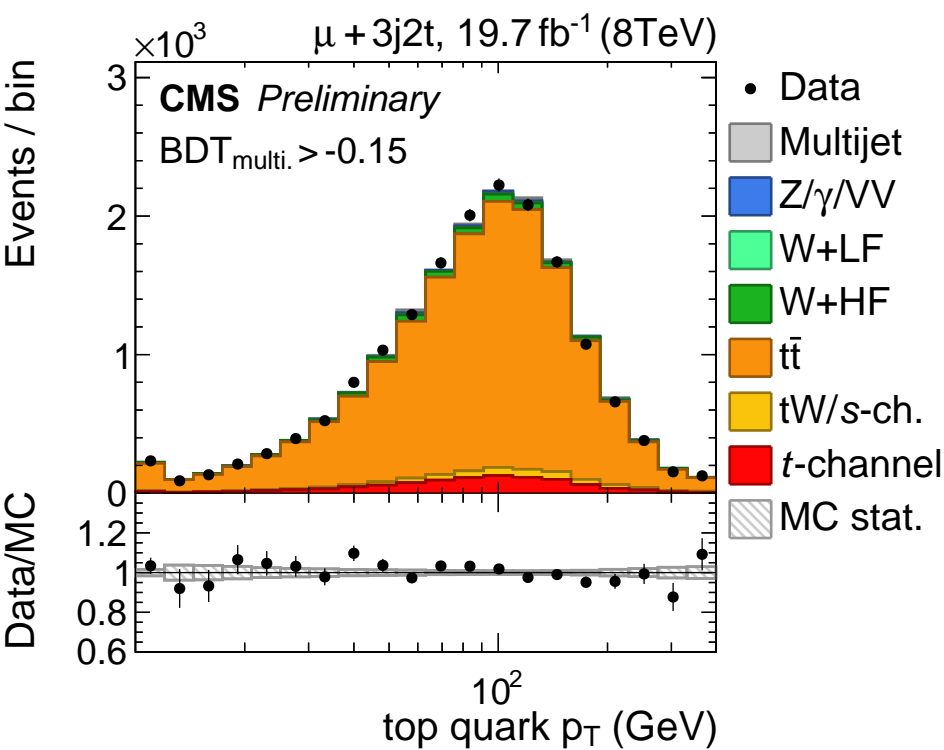 ×10³
μ + 3j2t, 19.7 fb⁻¹ (8TeV)
CMS Preliminary
BDTmulti. > -0.15
Events / bin
3
2
1
0
Data
Multijet
Z/γ/VV
W+LF
W+HF
tt̄
tW/s-ch.
t-channel
MC stat.
Data/MC
1.2
1
0.8
0.6
10²
top quark pT (GeV)